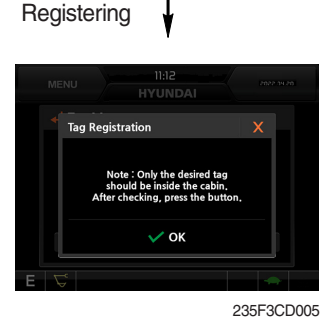 Registering
11:12
MENU
HYUNDAI
Tag Registration
X
Note : Only the desired tag
should be inside the cabin.
After checking, press the button.
OK
E
235F3CD005